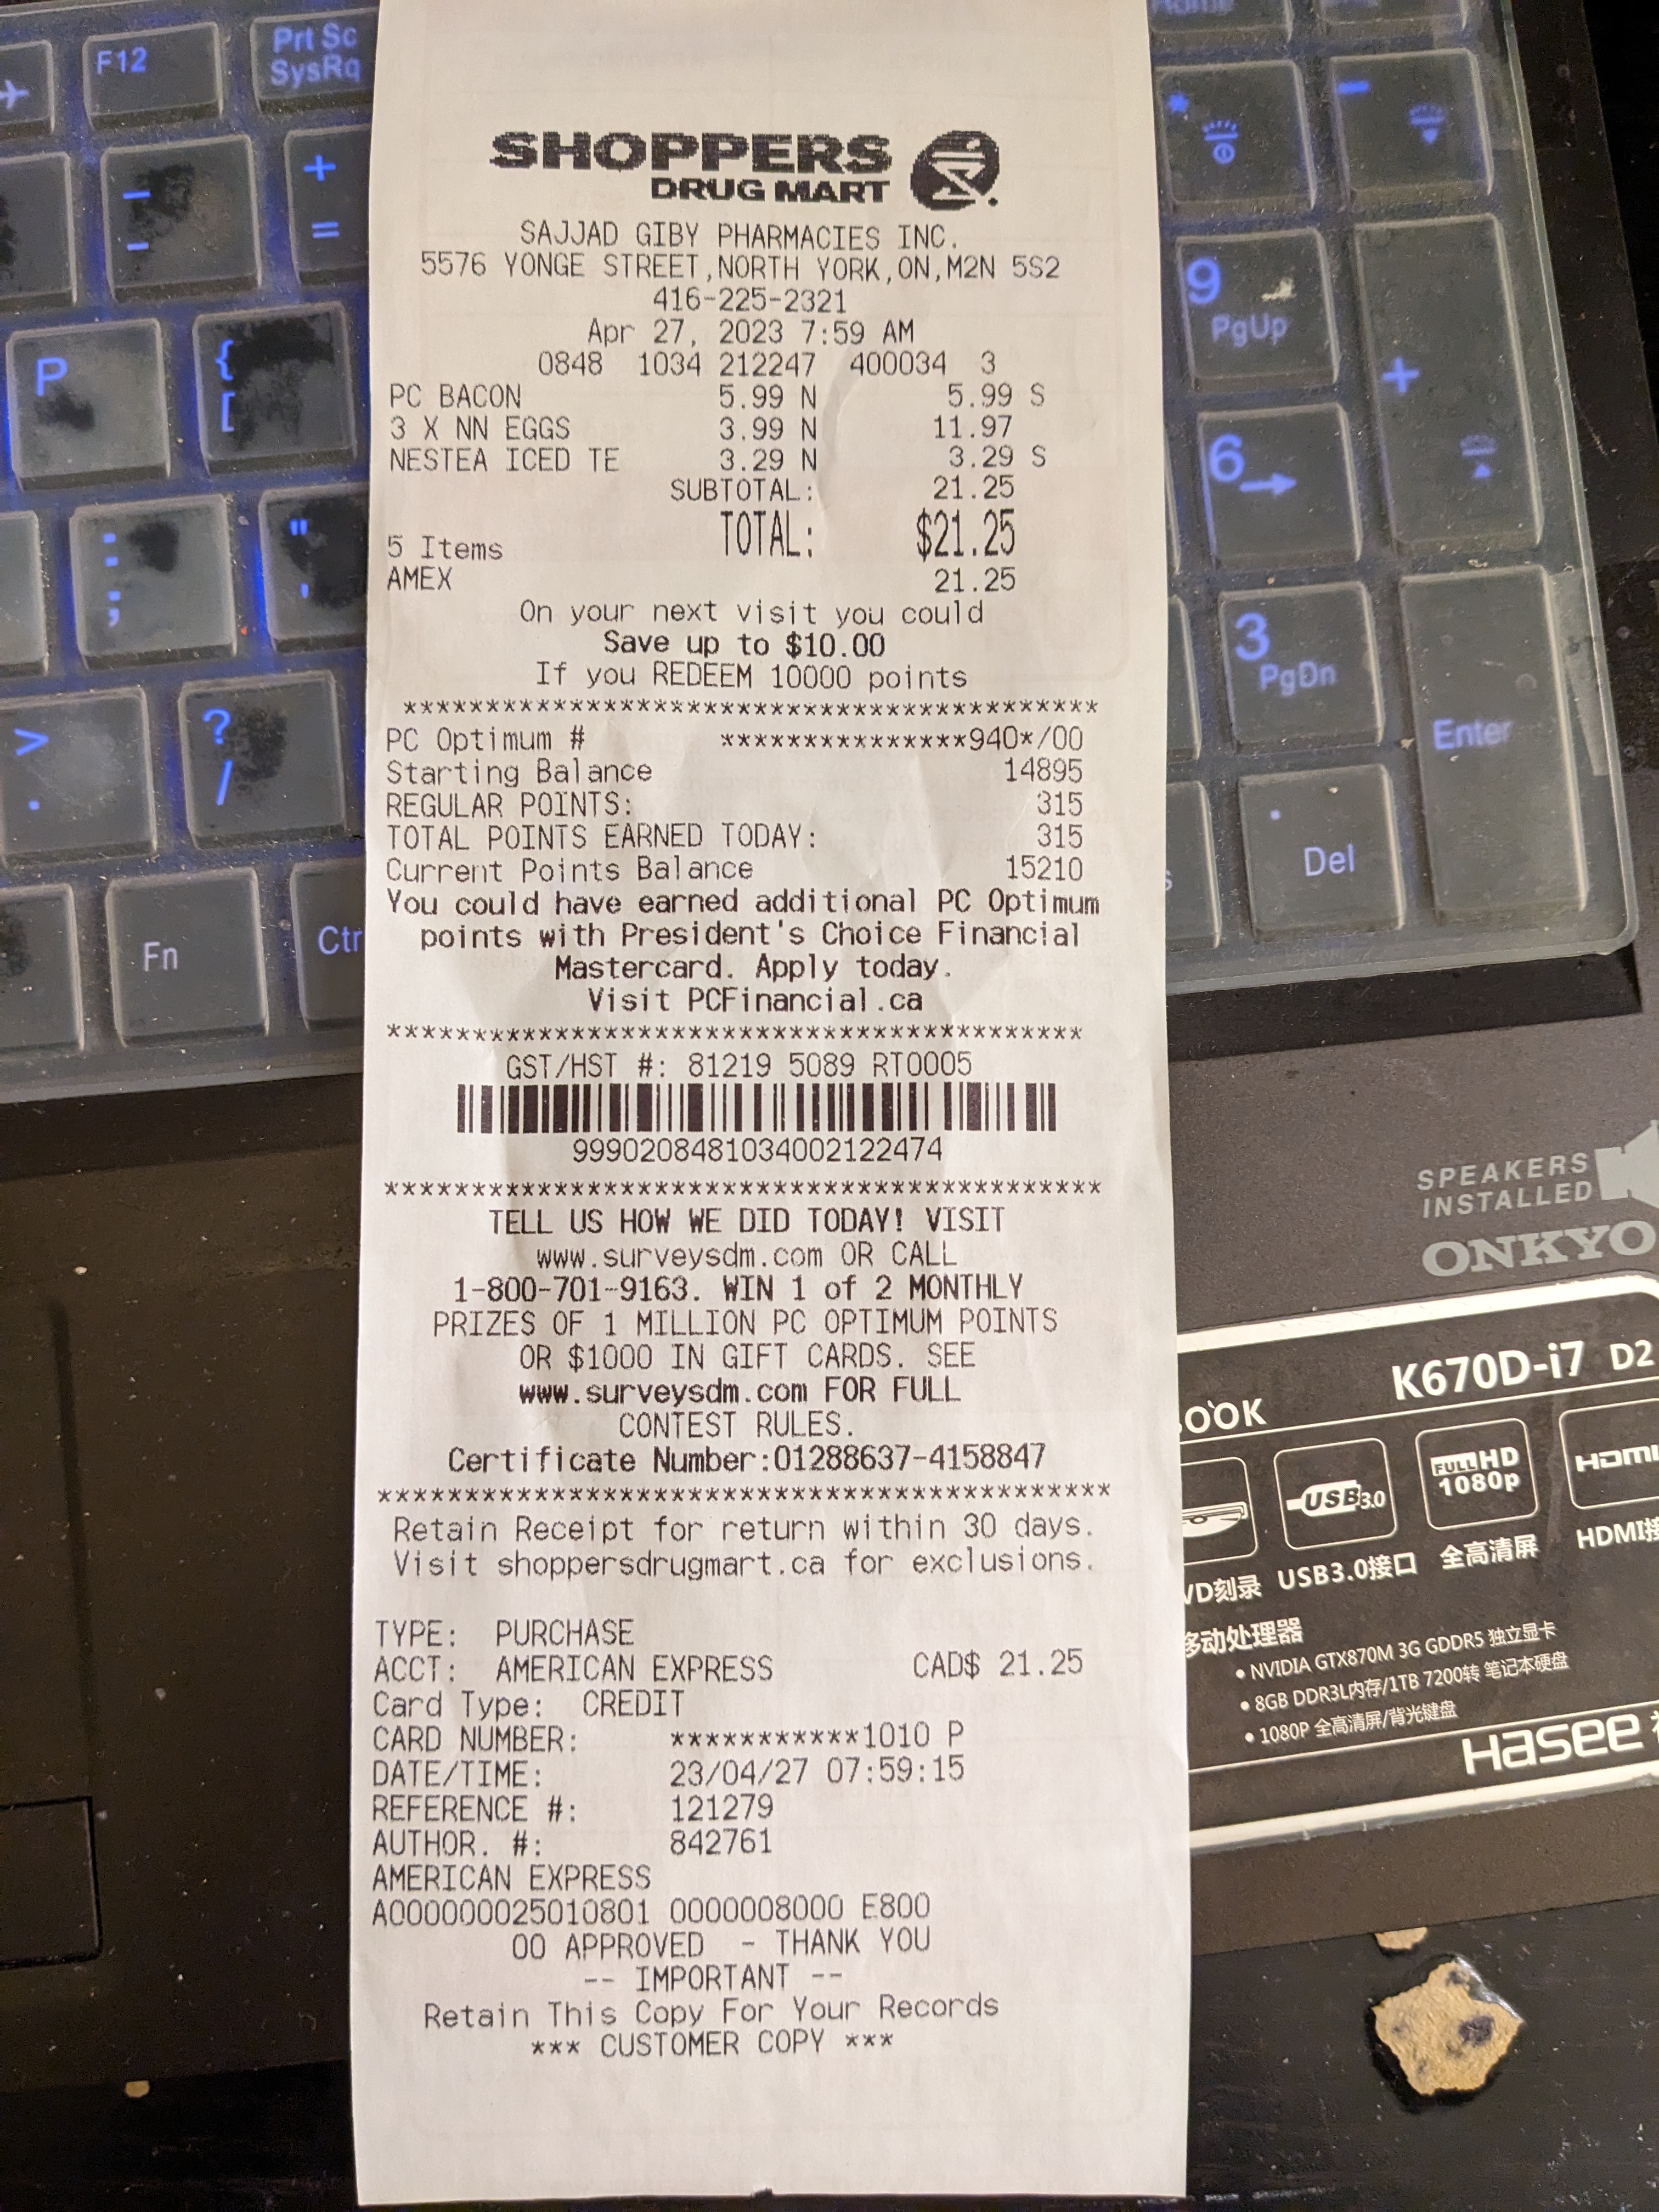 SHOPPERS
DRUG MART
SAJJAD GIBY PHARMACIES INC.
5576 YONGE STREET,NORTH YORK,ON,M2N 5S2
416-225-2321
Apr 27, 2023 7:59 AM
0848 1034 212247 400034 3
PC BACON 5.99 N 5.99 S
3 X NN EGGS 3.99 N 11.97
NESTEA ICED TE 3.29 N 3.29 S
SUBTOTAL: 21.25
TOTAL: $21.25
5 Items
AMEX 21.25
On your next visit you could
Save up to $10.00
If you REDEEM 10000 points
*******************************************
PC Optimum # ***************940*/00
Starting Balance 14895
REGULAR POINTS: 315
TOTAL POINTS EARNED TODAY: 315
Current Points Balance 15210
You could have earned additional PC Optimum
points with President's Choice Financial
Mastercard. Apply today.
Visit PCFinancial.ca
*******************************************
GST/HST #: 81219 5089 RT0005
9990208481034002122474
*******************************************
TELL US HOW WE DID TODAY! VISIT
www.surveysdm.com OR CALL
1-800-701-9163. WIN 1 of 2 MONTHLY
PRIZES OF 1 MILLION PC OPTIMUM POINTS
OR $1000 IN GIFT CARDS. SEE
www.surveysdm.com FOR FULL
CONTEST RULES.
Certificate Number:01288637-4158847
*******************************************
Retain Receipt for return within 30 days.
Visit shoppersdrugmart.ca for exclusions.
TYPE: PURCHASE
ACCT: AMERICAN EXPRESS CAD$ 21.25
Card Type: CREDIT
CARD NUMBER: ***********1010 P
DATE/TIME: 23/04/27 07:59:15
REFERENCE #: 121279
AUTHOR. #: 842761
AMERICAN EXPRESS
A000000025010801 0000008000 E800
00 APPROVED - THANK YOU
-- IMPORTANT --
Retain This Copy For Your Records
*** CUSTOMER COPY ***
F12
Prt Sc
SysRq
+
=
P
{
[
:
;
"
'
>
.
?
/
Fn
Ctr
Home
*
-
9
PgUp
+
6→
3
PgDn
Enter
.
Del
SPEAKERS
INSTALLED
ONKYO
OOK K670D-i7 D2
USB3.0
FULL HD
1080p
HDMI
VD刻录 USB3.0接口 全高清屏 HDMI接
移动处理器
• NVIDIA GTX870M 3G GDDR5 独立显卡
• 8GB DDR3L内存/1TB 7200转 笔记本硬盘
• 1080P 全高清屏/背光键盘
Hasee